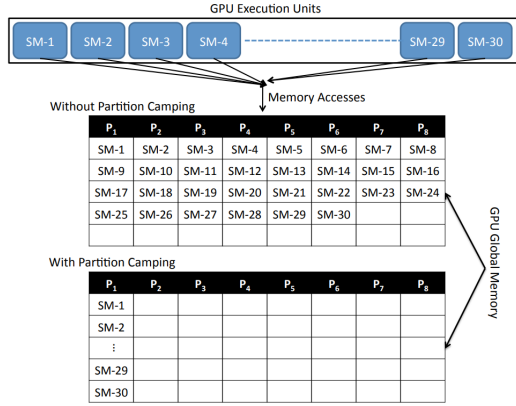 GPU Execution Units
SM-1 SM-2 SM-3 SM-4 SM-29 SM-30
Memory Accesses
Without Partition Camping
P₁ P₂ P₃ P₄ P₅ P₆ P₇ P₈
SM-1 SM-2 SM-3 SM-4 SM-5 SM-6 SM-7 SM-8
SM-9 SM-10 SM-11 SM-12 SM-13 SM-14 SM-15 SM-16
SM-17 SM-18 SM-19 SM-20 SM-21 SM-22 SM-23 SM-24
SM-25 SM-26 SM-27 SM-28 SM-29 SM-30
GPU Global Memory
With Partition Camping
P₁ P₂ P₃ P₄ P₅ P₆ P₇ P₈
SM-1
SM-2
⋮
SM-29
SM-30